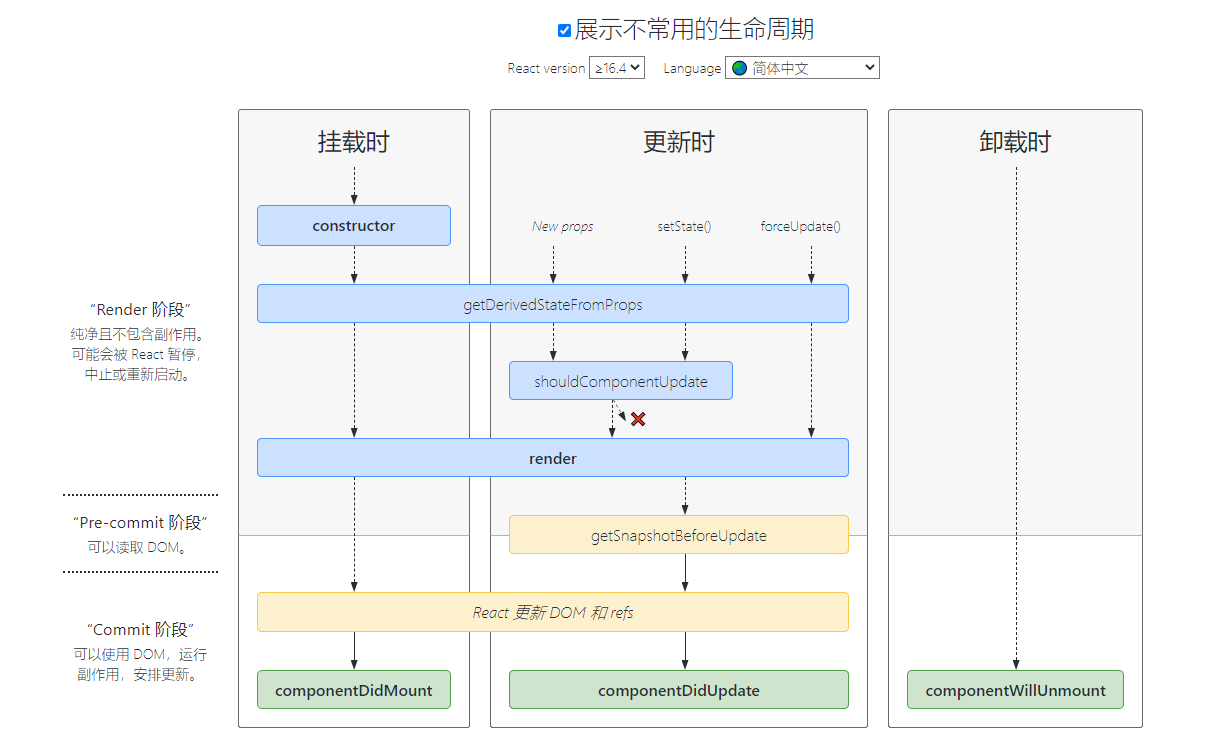 展示不常用的生命周期
React version ≥16.4 Language 简体中文
挂载时
更新时
卸载时
constructor
New props
setState()
forceUpdate()
getDerivedStateFromProps
“Render 阶段”
纯净且不包含副作用。
可能会被 React 暂停，
中止或重新启动。
shouldComponentUpdate
render
“Pre-commit 阶段”
可以读取 DOM。
getSnapshotBeforeUpdate
React 更新 DOM 和 refs
“Commit 阶段”
可以使用 DOM，运行
副作用，安排更新。
componentDidMount
componentDidUpdate
componentWillUnmount